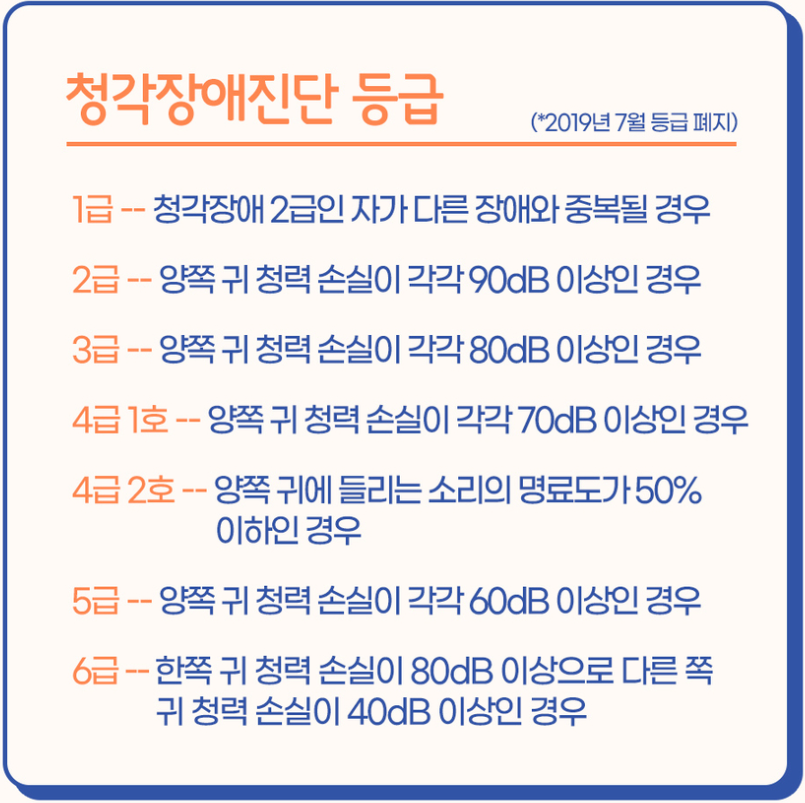 청각장애진단 등급
(*2019년 7월 등급 폐지)
1급 -- 청각장애 2급인 자가 다른 장애와 중복될 경우
2급 -- 양쪽 귀 청력 손실이 각각 90dB 이상인 경우
3급 -- 양쪽 귀 청력 손실이 각각 80dB 이상인 경우
4급 1호 -- 양쪽 귀 청력 손실이 각각 70dB 이상인 경우
4급 2호 -- 양쪽 귀에 들리는 소리의 명료도가 50%
이하인 경우
5급 -- 양쪽 귀 청력 손실이 각각 60dB 이상인 경우
6급 -- 한쪽 귀 청력 손실이 80dB 이상으로 다른 쪽
귀 청력 손실이 40dB 이상인 경우